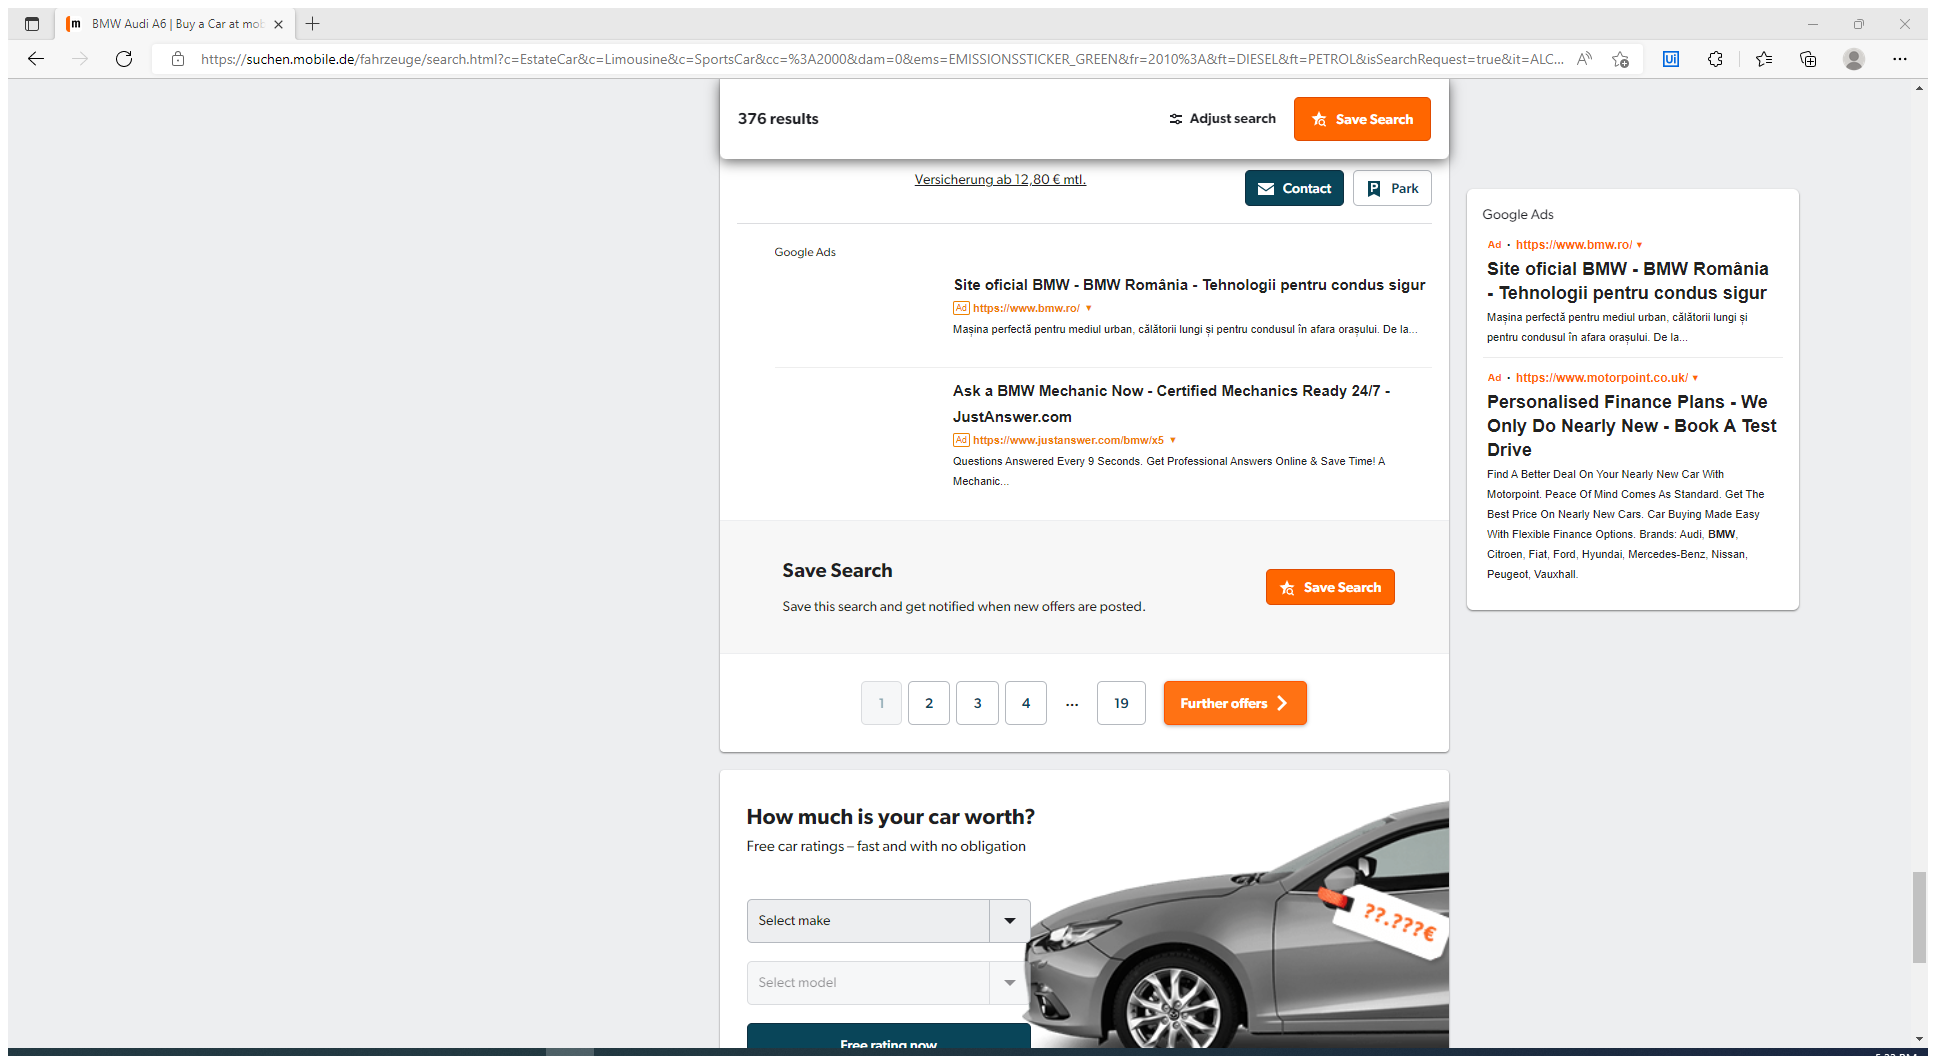 BMW Audi A6 | Buy a Car at mob
https://suchen.mobile.de/fahrzeuge/search.html?c=EstateCar&c=Limousine&c=SportsCar&cc=%3A2000&dam=0&ems=EMISSIONSSTICKER_GREEN&fr=2010%3A&ft=DIESEL&ft=PETROL&isSearchRequest=true&it=ALC...
376 results
Adjust search
Save Search
Versicherung ab 12,80 € mtl.
Contact
Park
Google Ads
Site oficial BMW - BMW România - Tehnologii pentru condus sigur
Ad https://www.bmw.ro/
Mașina perfectă pentru mediul urban, călătorii lungi și pentru condusul în afara orașului. De la...
Ask a BMW Mechanic Now - Certified Mechanics Ready 24/7 -
JustAnswer.com
Ad https://www.justanswer.com/bmw/x5
Questions Answered Every 9 Seconds. Get Professional Answers Online & Save Time! A
Mechanic...
Save Search
Save this search and get notified when new offers are posted.
Save Search
1 2 3 4 ... 19 Further offers
How much is your car worth?
Free car ratings – fast and with no obligation
Select make
Select model
Free rating now
??.???€
Google Ads
Ad · https://www.bmw.ro/
Site oficial BMW - BMW România
- Tehnologii pentru condus sigur
Mașina perfectă pentru mediul urban, călătorii lungi și
pentru condusul în afara orașului. De la...
Ad · https://www.motorpoint.co.uk/
Personalised Finance Plans - We
Only Do Nearly New - Book A Test
Drive
Find A Better Deal On Your Nearly New Car With
Motorpoint. Peace Of Mind Comes As Standard. Get The
Best Price On Nearly New Cars. Car Buying Made Easy
With Flexible Finance Options. Brands: Audi, BMW,
Citroen, Fiat, Ford, Hyundai, Mercedes-Benz, Nissan,
Peugeot, Vauxhall.